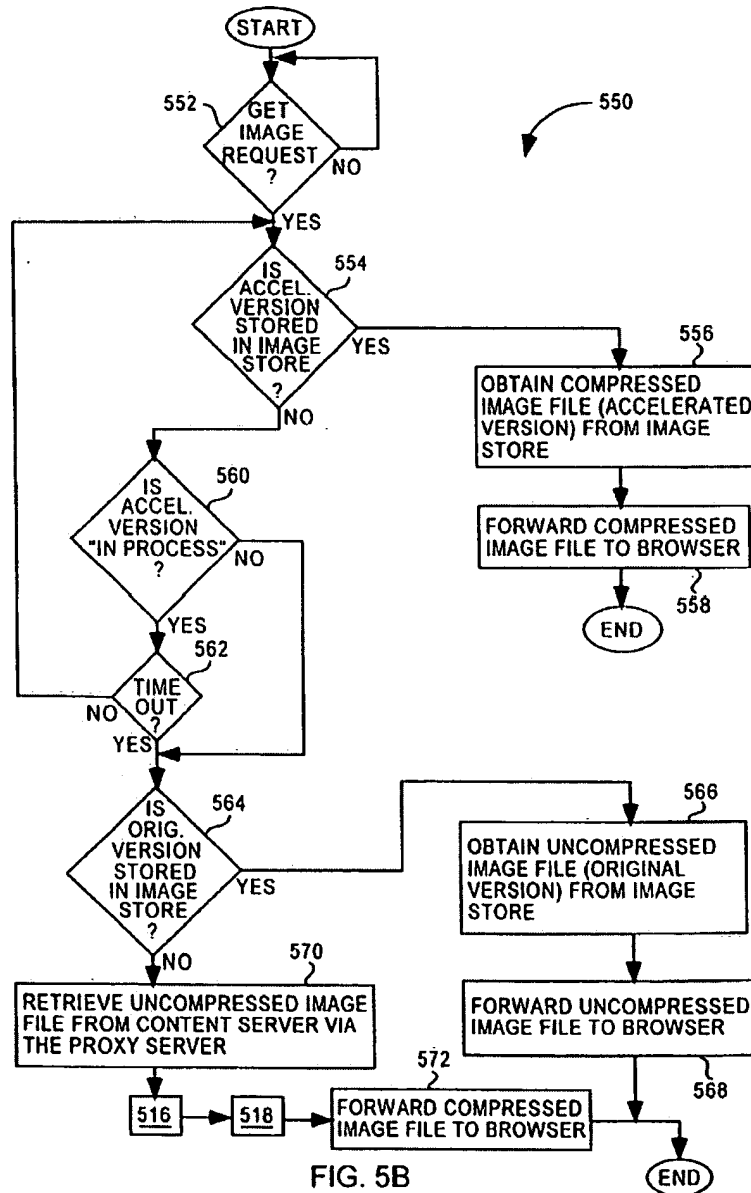 START
552
GET
IMAGE
REQUEST
?
NO
YES
550
IS
ACCEL.
VERSION
STORED
IN IMAGE
STORE
?
554
YES
NO
556
OBTAIN COMPRESSED
IMAGE FILE (ACCELERATED
VERSION) FROM IMAGE
STORE
FORWARD COMPRESSED
IMAGE FILE TO BROWSER
558
END
IS
ACCEL.
VERSION
"IN PROCESS"
?
560
NO
YES
562
TIME
OUT
?
NO
YES
IS
ORIG.
VERSION
STORED
IN IMAGE
STORE
?
564
YES
NO
566
OBTAIN UNCOMPRESSED
IMAGE FILE (ORIGINAL
VERSION) FROM IMAGE
STORE
FORWARD UNCOMPRESSED
IMAGE FILE TO BROWSER
568
570
RETRIEVE UNCOMPRESSED IMAGE
FILE FROM CONTENT SERVER VIA
THE PROXY SERVER
516
518
572
FORWARD COMPRESSED
IMAGE FILE TO BROWSER
END
FIG. 5B